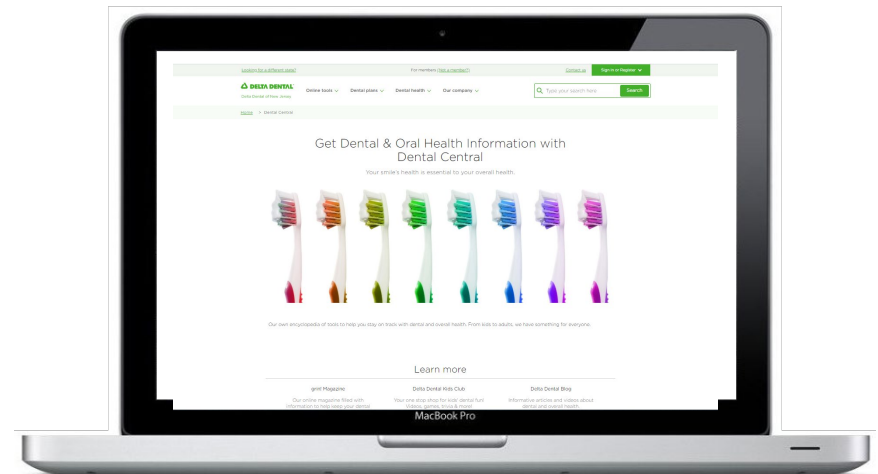 Looking for a different state?
For members (Not a member?)
Contact us
Sign in or Register
DELTA DENTAL
Delta Dental of New Jersey
Online tools
Dental plans
Dental health
Our company
Type your search here
Search
Home > Dental Central
Get Dental & Oral Health Information with
Dental Central
Your smile's health is essential to your overall health.
Our own encyclopedia of tools to help you stay on track with dental and overall health. From kids to adults, we have something for everyone.
Learn more
grin! Magazine
Our online magazine filled with
information to help keep your dental
Delta Dental Kids Club
Your one stop shop for kids' dental fun!
Videos, games, trivia & more!
Delta Dental Blog
Informative articles and videos about
dental and overall health.
MacBook Pro